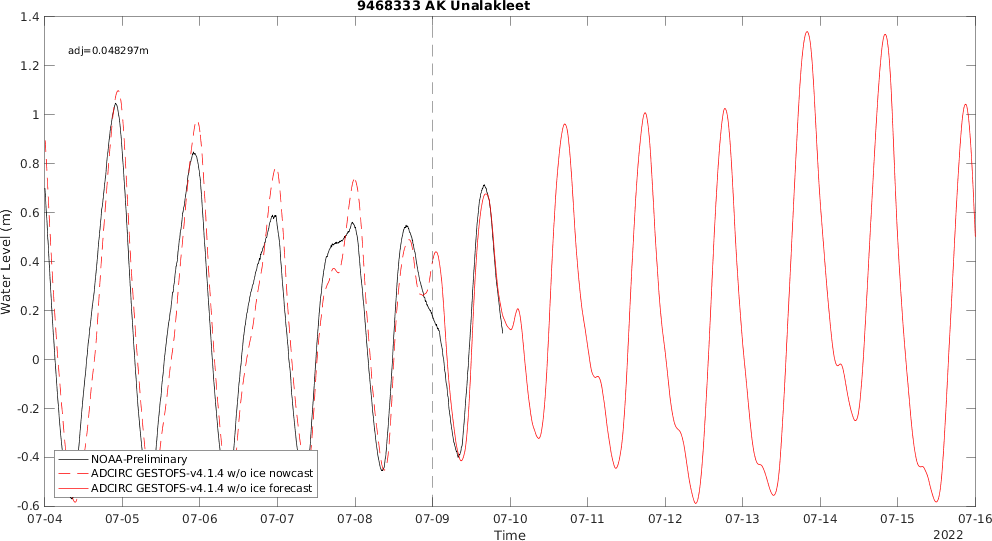 9468333 AK Unalakleet
adj=0.048297m
1.4
1.2
1
0.8
0.6
0.4
0.2
0
-0.2
-0.4
-0.6
Water Level (m)
NOAA-Preliminary
ADCIRC GESTOFS-v4.1.4 w/o ice nowcast
ADCIRC GESTOFS-v4.1.4 w/o ice forecast
07-04 07-05 07-06 07-07 07-08 07-09 07-10 07-11 07-12 07-13 07-14 07-15 07-16
Time
2022